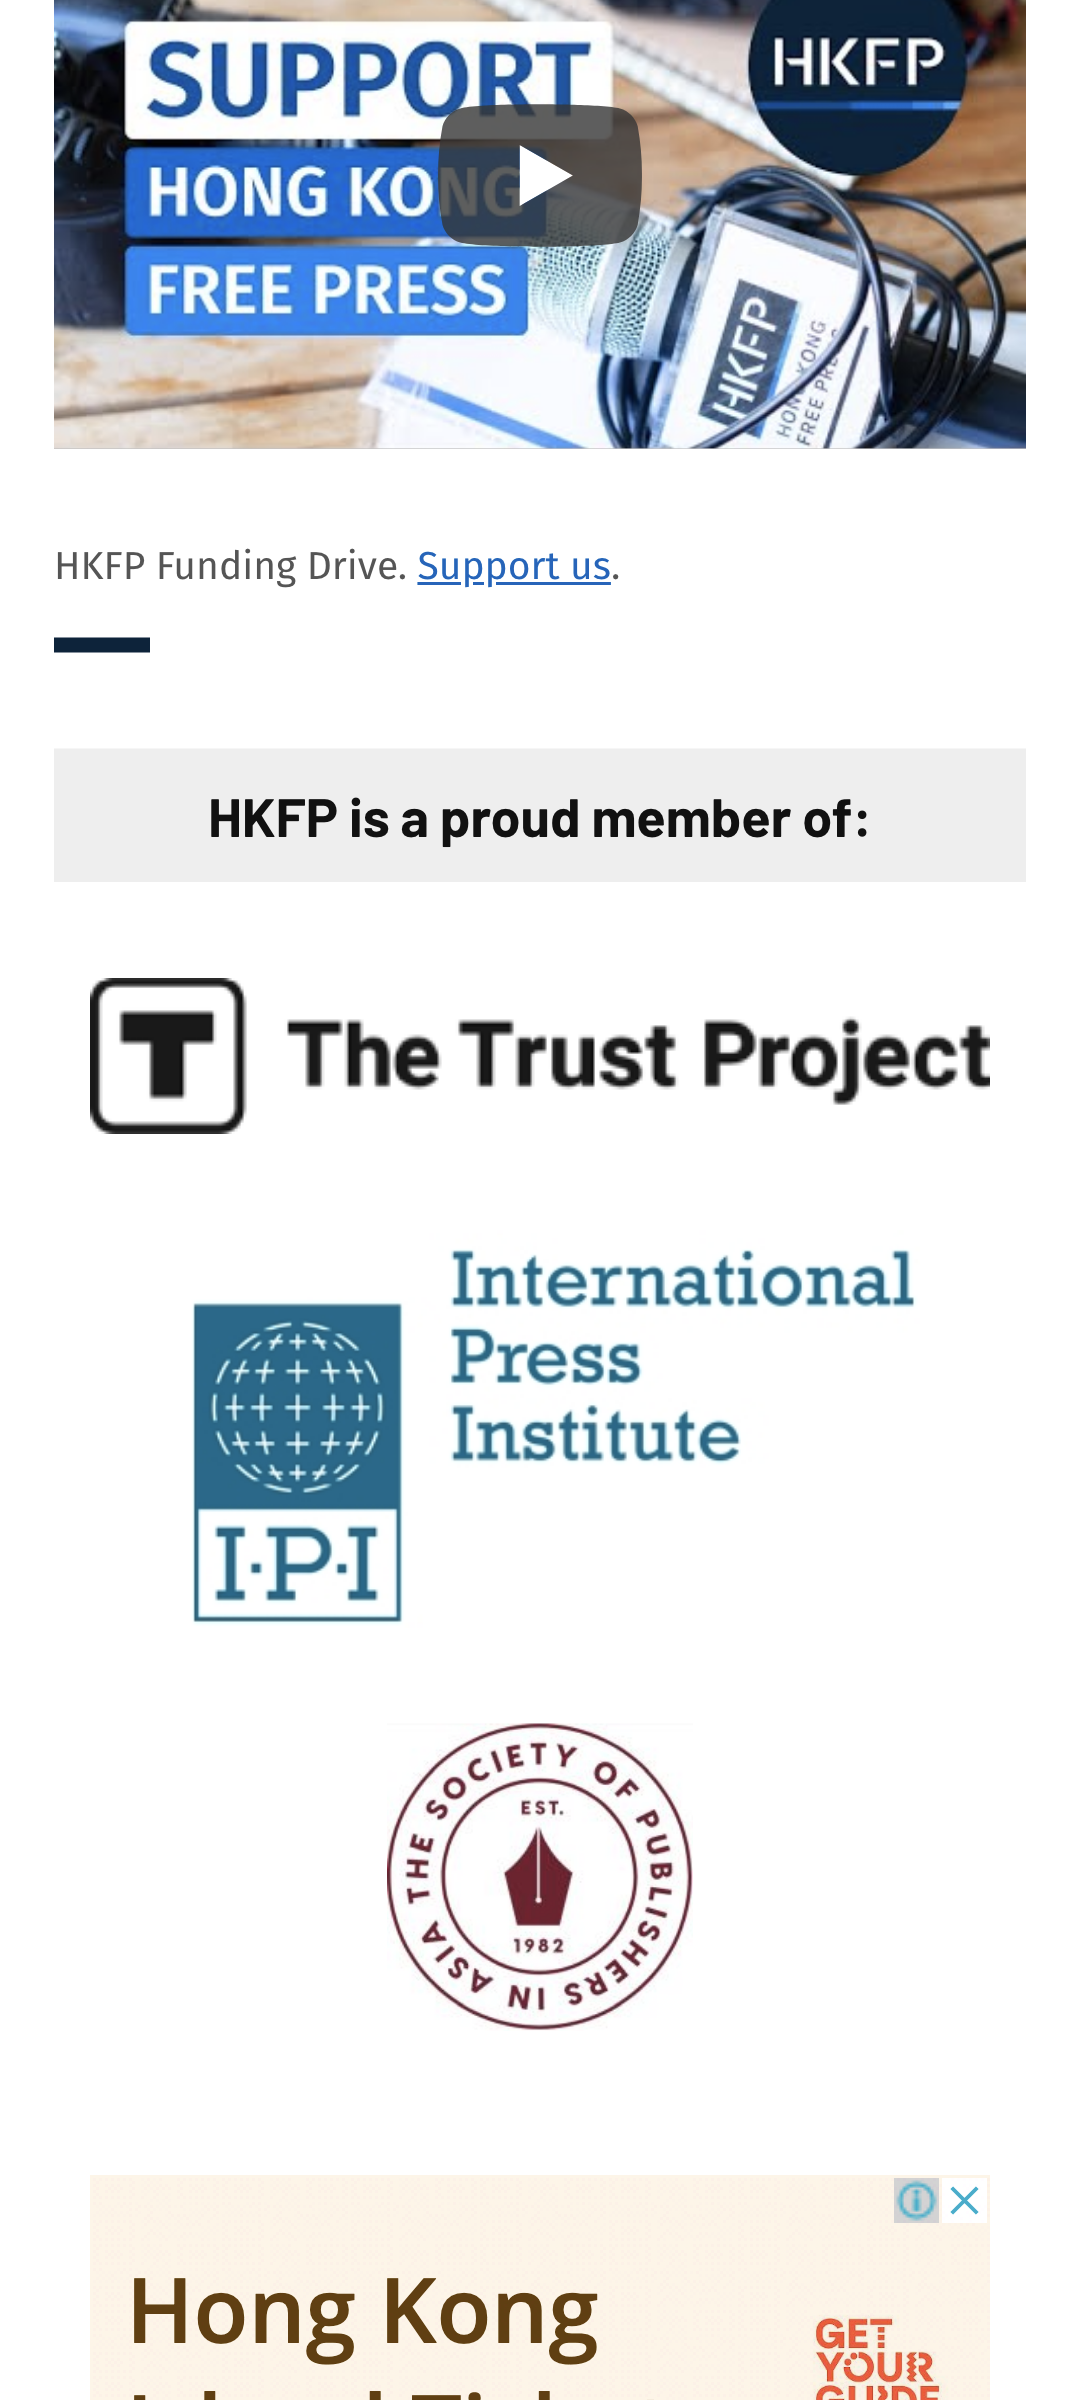 SUPPORT
HONG KONG
FREE PRESS
HKFP
HKFP
HONG KONG
FREE PRE
HKFP Funding Drive. Support us.
HKFP is a proud member of:
T The Trust Project
International
Press
Institute
I·P·I
THE SOCIETY OF PUBLISHERS IN ASIA
EST.
1982
Hong Kong
GET
YOUR
GUIDE